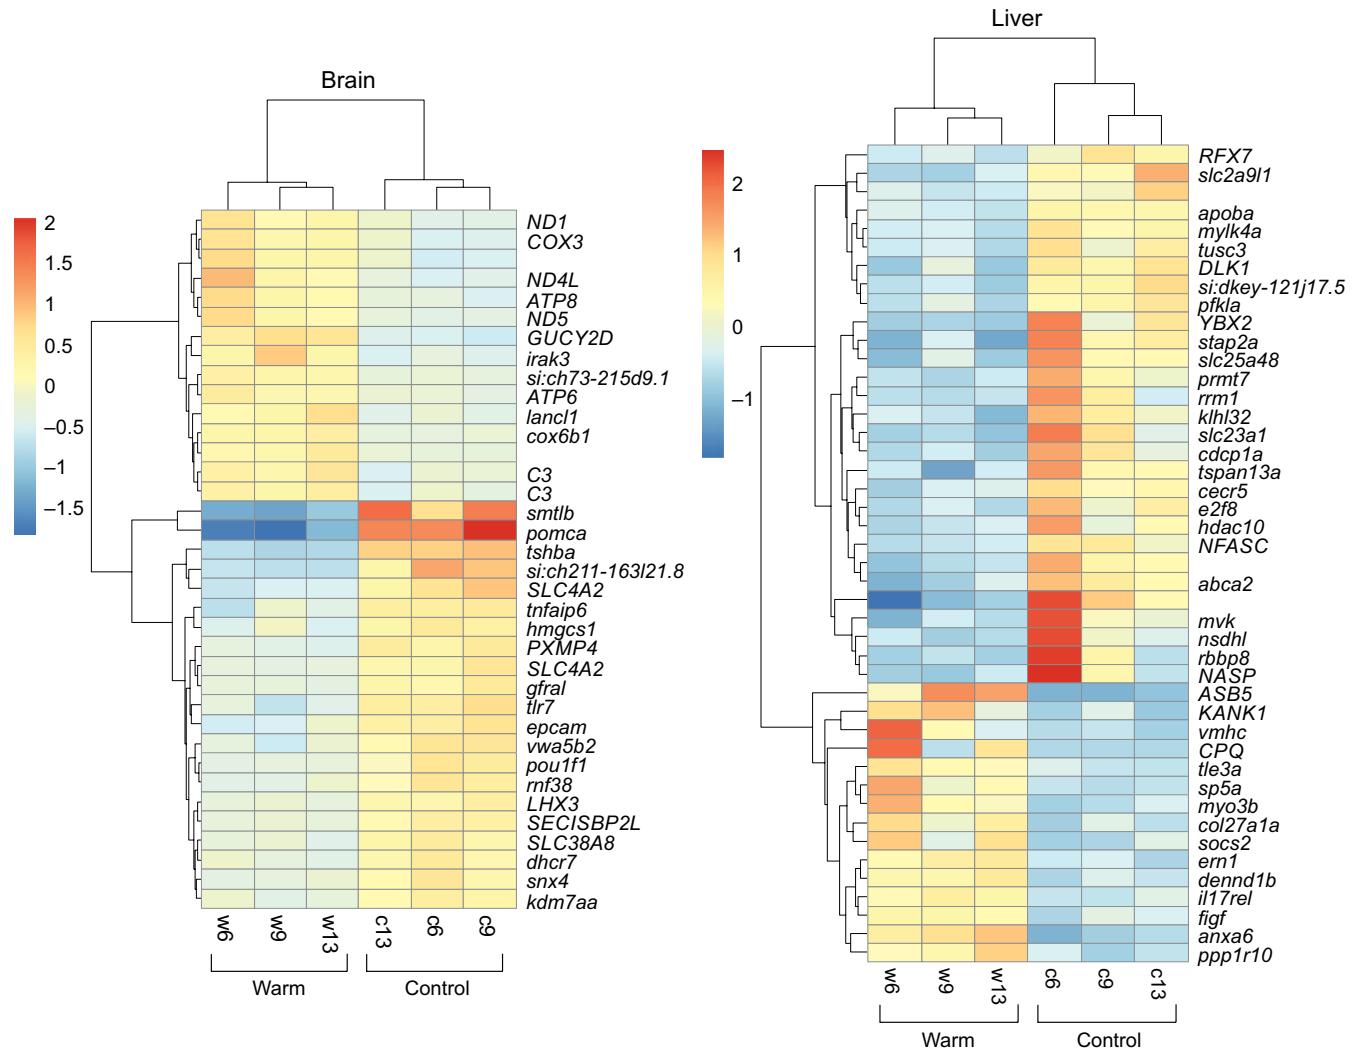 Brain
2
1.5
1
0.5
0
−0.5
−1
−1.5
ND1
COX3
ND4L
ATP8
ND5
GUCY2D
irak3
si:ch73-215d9.1
ATP6
lancl1
cox6b1
C3
C3
smtlb
pomca
tshba
si:ch211-163l21.8
SLC4A2
tnfaip6
hmgcs1
PXMP4
SLC4A2
gfral
tlr7
epcam
vwa5b2
pou1f1
rnf38
LHX3
SECISBP2L
SLC38A8
dhcr7
snx4
kdm7aa
w6 w9 w13 c13 c6 c9
Warm Control
Liver
2
1
0
−1
RFX7
slc2a9l1
apoba
mylk4a
tusc3
DLK1
si:dkey-121j17.5
pfkla
YBX2
stap2a
slc25a48
prmt7
rrm1
klhl32
slc23a1
cdcp1a
tspan13a
cecr5
e2f8
hdac10
NFASC
abca2
mvk
nsdhl
rbbp8
NASP
ASB5
KANK1
vmhc
CPQ
tle3a
sp5a
myo3b
col27a1a
socs2
ern1
dennd1b
il17rel
figf
anxa6
ppp1r10
w6 w9 w13 c6 c9 c13
Warm Control